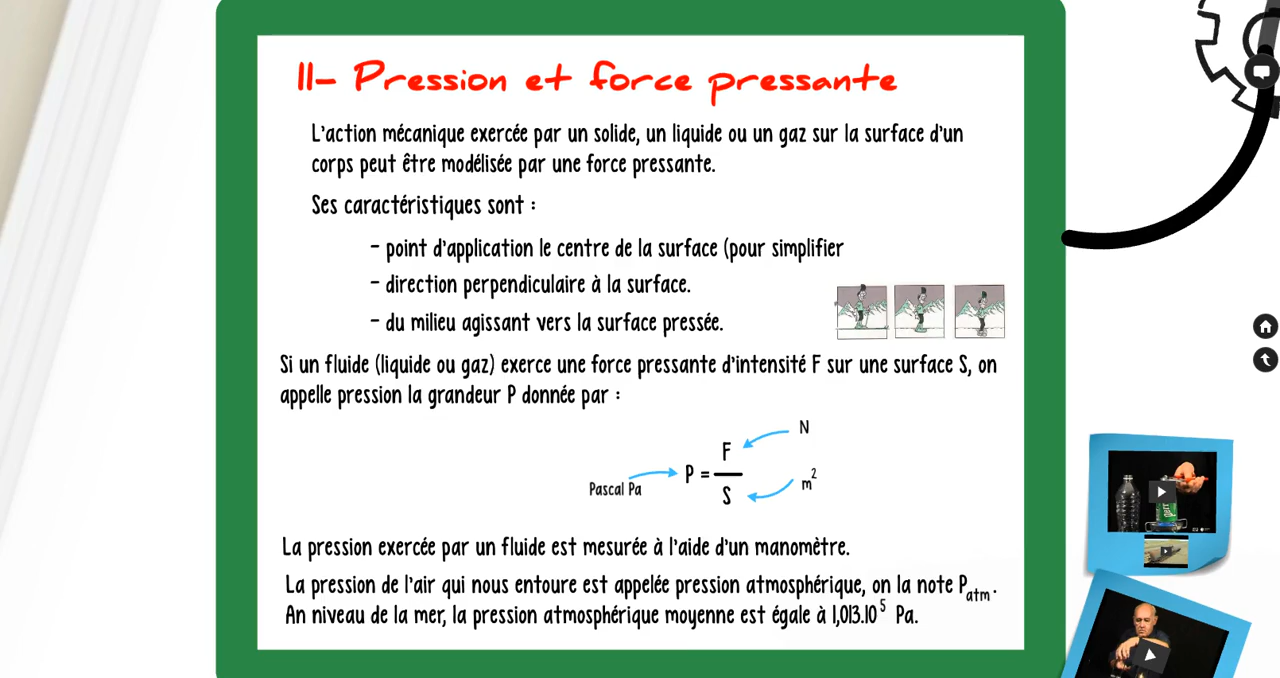 II- Pression et force pressante
L'action mécanique exercée par un solide, un liquide ou un gaz sur la surface d'un
corps peut être modélisée par une force pressante.
Ses caractéristiques sont :
- point d'application le centre de la surface (pour simplifier
- direction perpendiculaire à la surface.
- du milieu agissant vers la surface pressée.
Si un fluide (liquide ou gaz) exerce une force pressante d'intensité F sur une surface S, on
appelle pression la grandeur P donnée par :
N
F
Pascal Pa P = 
S
m²
La pression exercée par un fluide est mesurée à l'aide d'un manomètre.
La pression de l'air qui nous entoure est appelée pression atmosphérique, on la note Patm.
An niveau de la mer, la pression atmosphérique moyenne est égale à 1,013.10⁵ Pa.